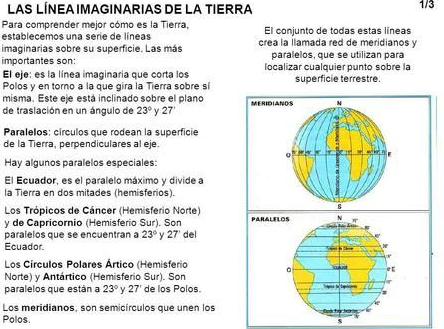 LAS LÍNEA IMAGINARIAS DE LA TIERRA
1/3
Para comprender mejor cómo es la Tierra,
establecemos una serie de líneas
imaginarias sobre su superficie. Las más
importantes son:
El eje: es la línea imaginaria que corta los
Polos y en torno a la que gira la Tierra sobre sí
misma. Este eje está inclinado sobre el plano
de traslación en un ángulo de 23º y 27'
Paralelos: círculos que rodean la superficie
de la Tierra, perpendiculares al eje.
Hay algunos paralelos especiales:
El Ecuador, es el paralelo máximo y divide a
la Tierra en dos mitades (hemisferios).
Los Trópicos de Cáncer (Hemisferio Norte)
y de Capricornio (Hemisferio Sur). Son
paralelos que se encuentran a 23º y 27' del
Ecuador.
Los Círculos Polares Ártico (Hemisferio
Norte) y Antártico (Hemisferio Sur). Son
paralelos que están a 23º y 27' de los Polos.
Los meridianos, son semicírculos que unen los
Polos.
El conjunto de todas estas líneas
crea la llamada red de meridianos y
paralelos, que se utilizan para
localizar cualquier punto sobre la
superficie terrestre.
MERIDIANOS
N
O
E
S
PARALELOS
N
O
E
S